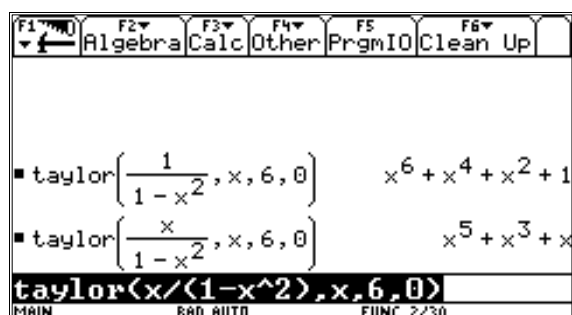 F1 F2 F3 F4 F5 F6
Algebra Calc Other PrgmIO Clean Up
▪ taylor(1/(1 - x^2), x, 6, 0) x^6 + x^4 + x^2 + 1
▪ taylor(x/(1 - x^2), x, 6, 0) x^5 + x^3 + x
taylor(x/(1-x^2),x,6,0)
MAIN RAD AUTO FUNC 2/30